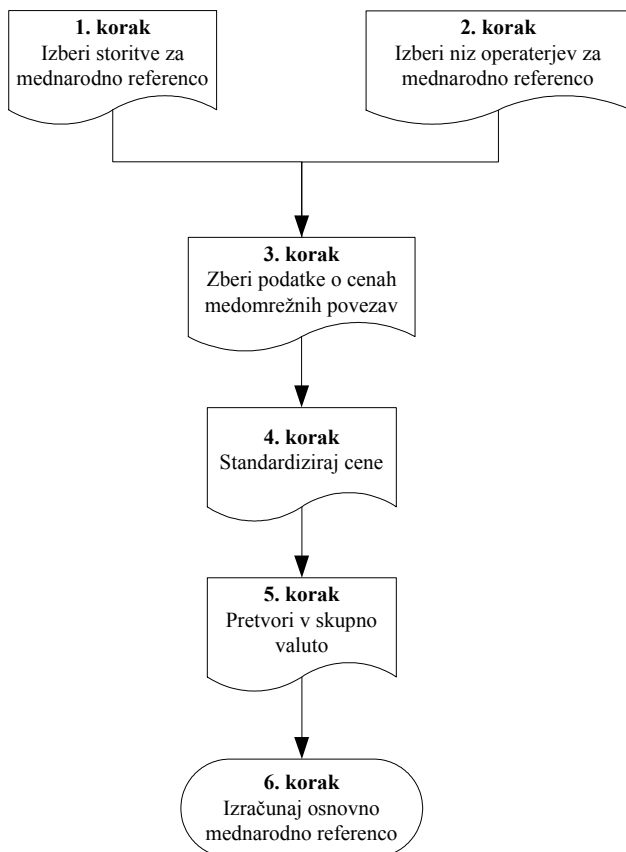 1. korak
Izberi storitve za
mednarodno referenco
2. korak
Izberi niz operaterjev za
mednarodno referenco
3. korak
Zberi podatke o cenah
medomrežnih povezav
4. korak
Standardiziraj cene
5. korak
Pretvori v skupno
valuto
6. korak
Izračunaj osnovno
mednarodno referenco